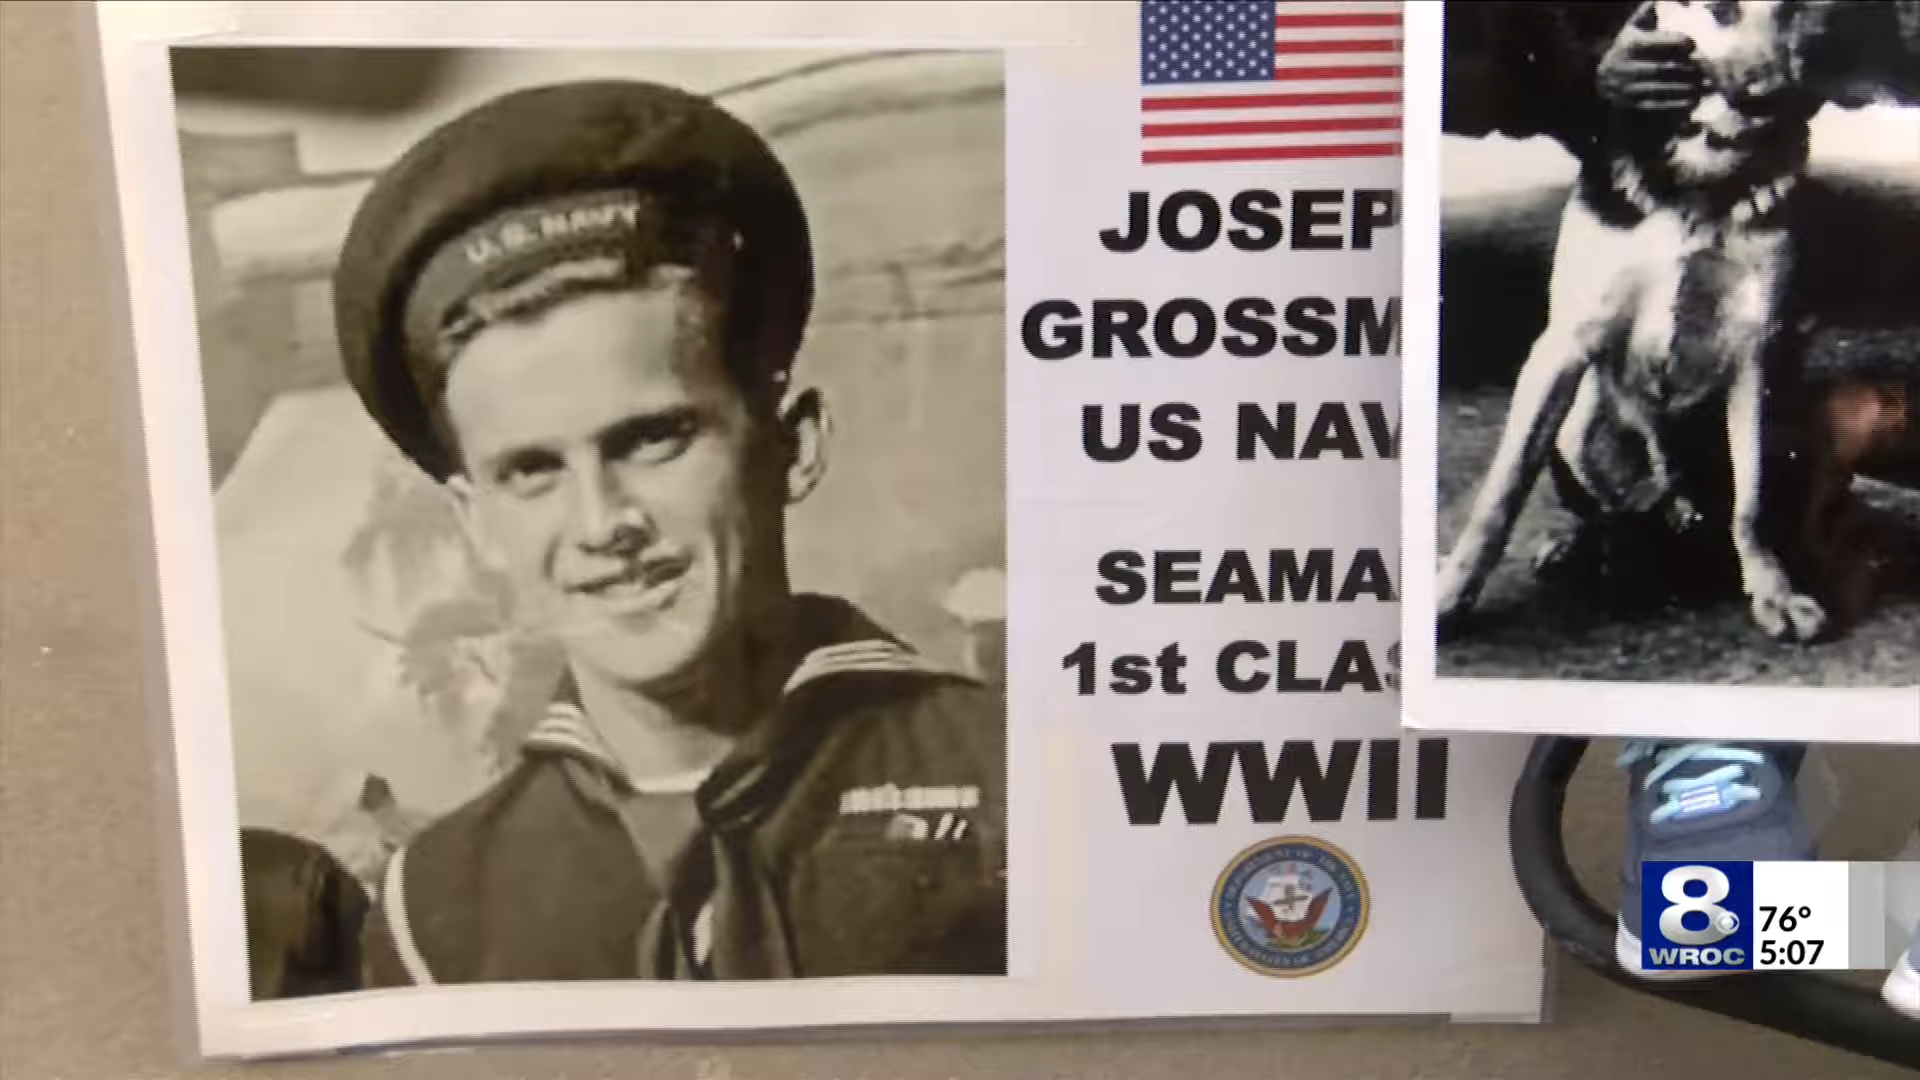 U.S. NAVY
JOSEP
GROSSM
US NAV
SEAMA
1st CLAS
WWII
8
WROC
76°
5:07